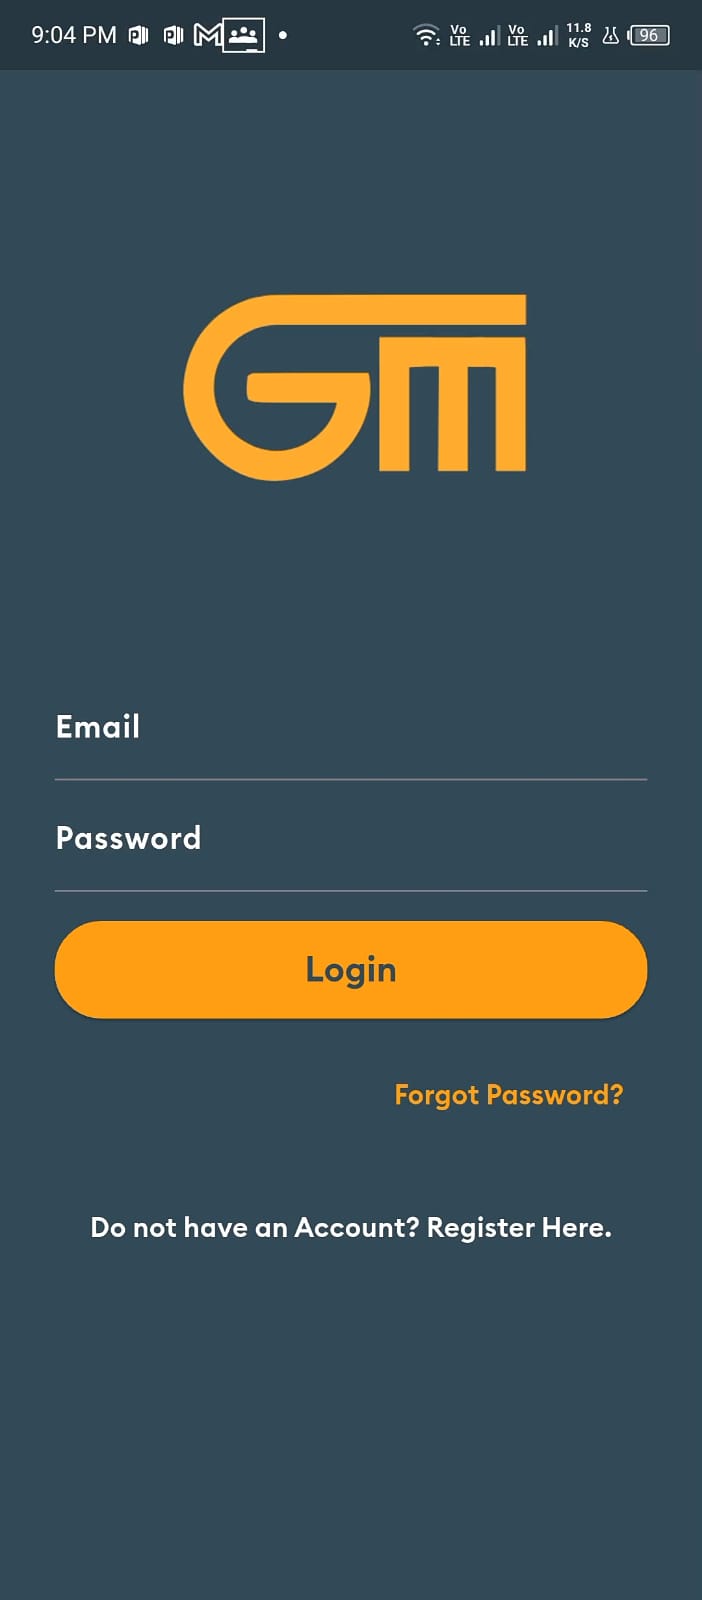 9:04 PM
Vo LTE Vo LTE 11.8 K/S 96
GM
Email
Password
Login
Forgot Password?
Do not have an Account? Register Here.